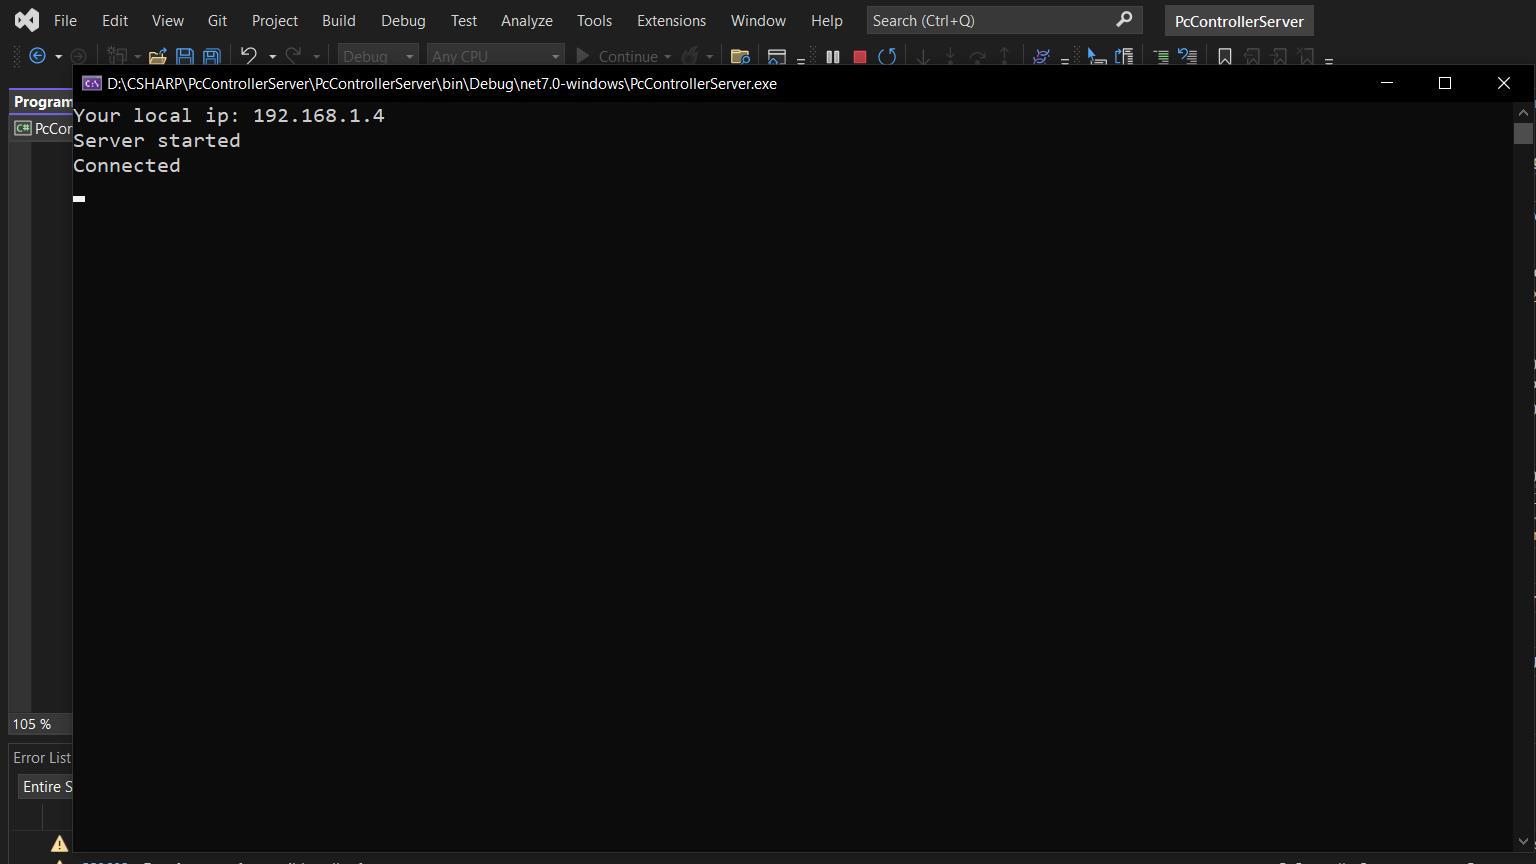 File Edit View Git Project Build Debug Test Analyze Tools Extensions Window Help Search (Ctrl+Q) PcControllerServer
Debug Any CPU Continue
D:\CSHARP\PcControllerServer\PcControllerServer\bin\Debug\net7.0-windows\PcControllerServer.exe
Program
PcCor
Your local ip: 192.168.1.4
Server started
Connected
105 %
Error List
Entire S